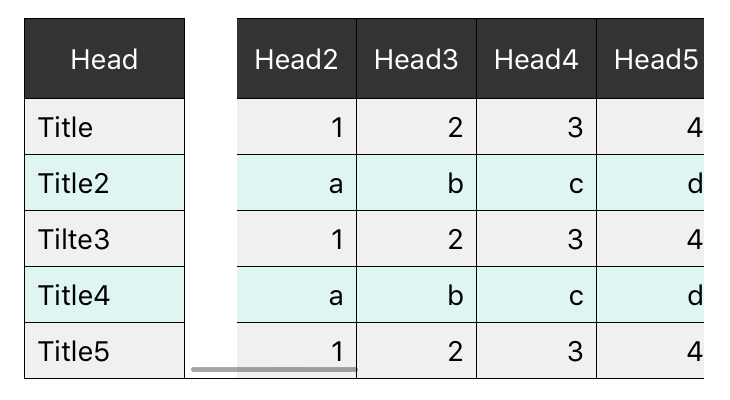 Head Head2 Head3 Head4 Head5
Title 1 2 3 4
Title2 a b c d
Tilte3 1 2 3 4
Title4 a b c d
Title5 1 2 3 4